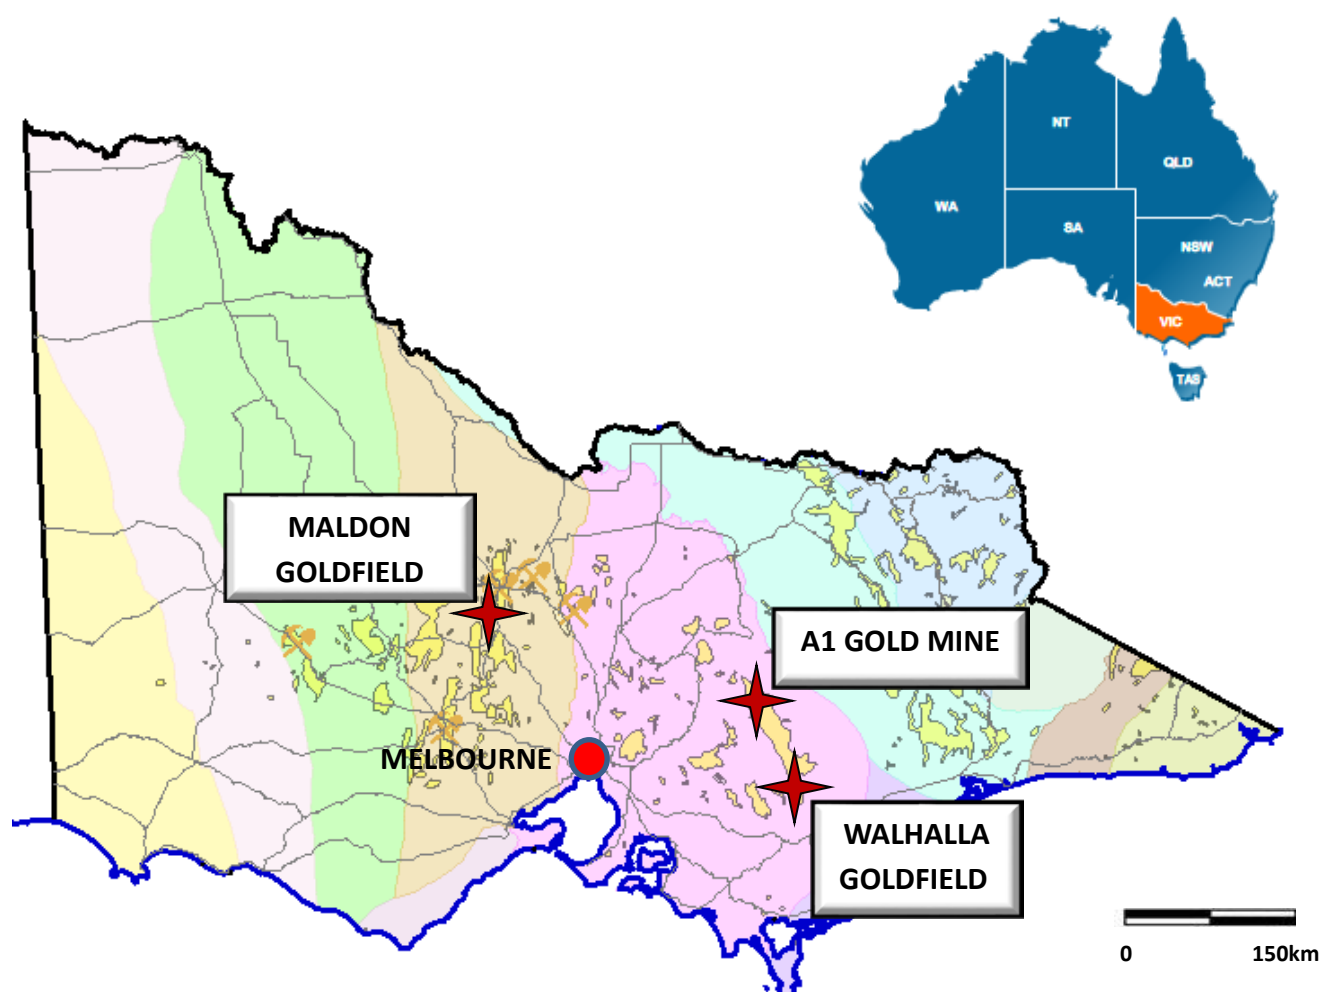 NT
QLD
WA
SA
NSW
ACT
VIC
TAS
MALDON
GOLDFIELD
A1 GOLD MINE
MELBOURNE
WALHALLA
GOLDFIELD
0 150km